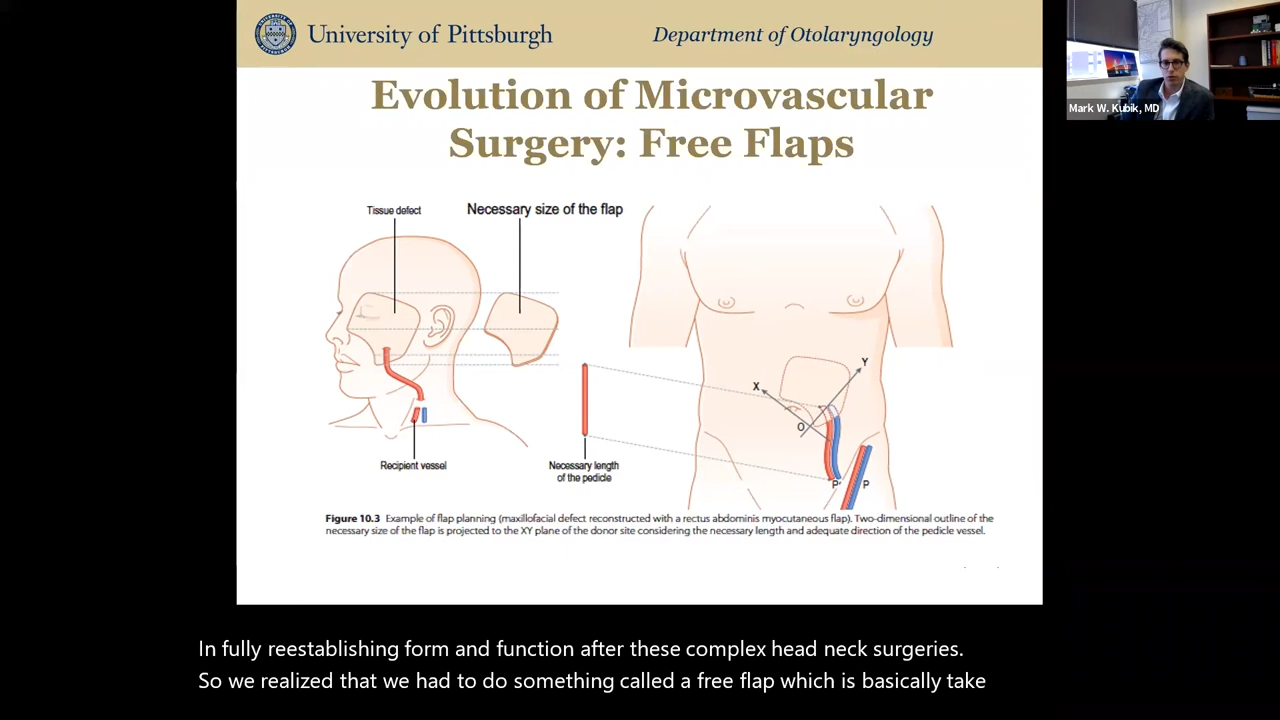 University of Pittsburgh
Department of Otolaryngology
Mark W. Kubik, MD
Evolution of Microvascular
Surgery: Free Flaps
Tissue defect
Necessary size of the flap
Y
X
O
Recipient vessel
Necessary length
of the pedicle
P'
P
Figure 10.3 Example of flap planning (maxillofacial defect reconstructed with a rectus abdominis myocutaneous flap). Two-dimensional outline of the
necessary size of the flap is projected to the XY plane of the donor site considering the necessary length and adequate direction of the pedicle vessel.
In fully reestablishing form and function after these complex head neck surgeries.
So we realized that we had to do something called a free flap which is basically take